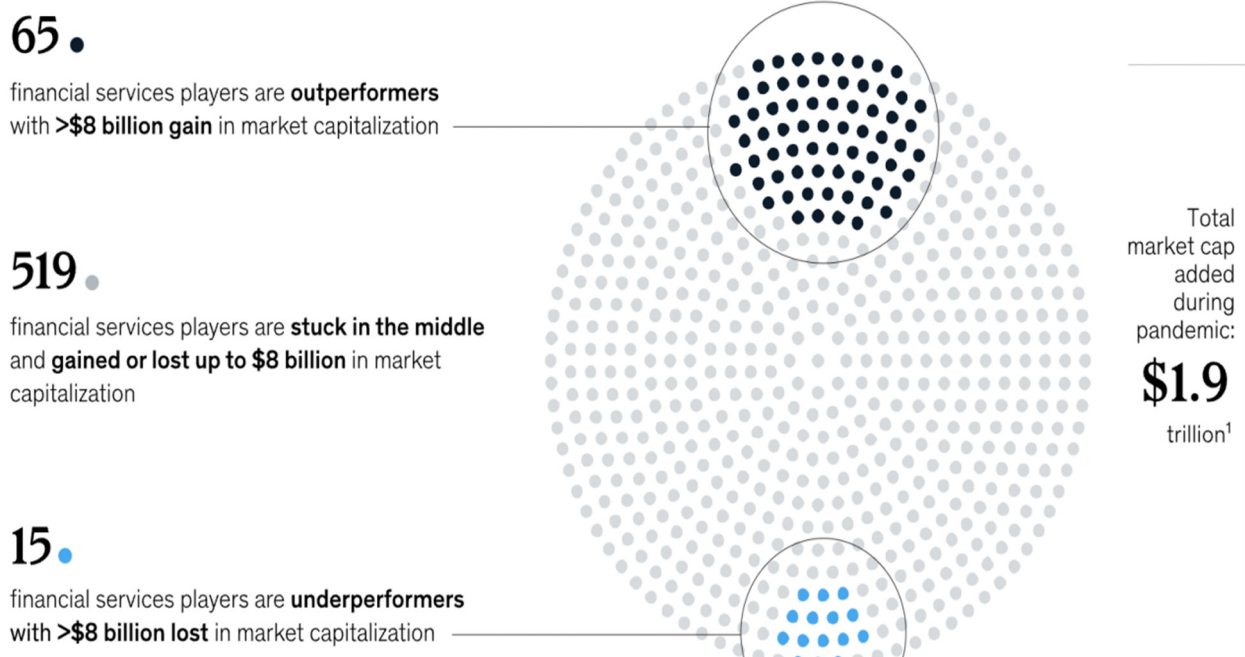 65
financial services players are outperformers
with >$8 billion gain in market capitalization
519
financial services players are stuck in the middle
and gained or lost up to $8 billion in market
capitalization
15
financial services players are underperformers
with >$8 billion lost in market capitalization
Total
market cap
added
during
pandemic:
$1.9
trillion¹